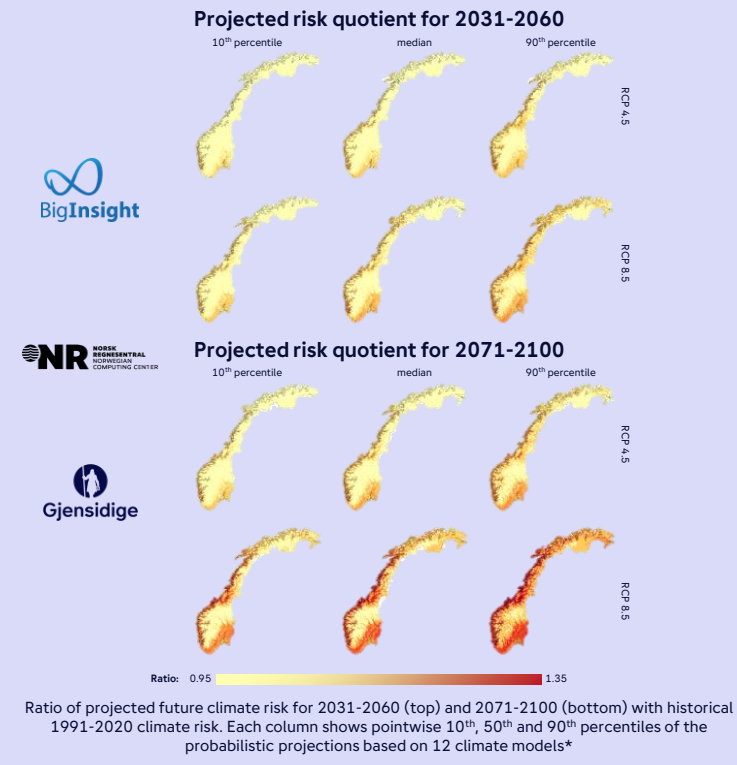 Projected risk quotient for 2031-2060
10th percentile median 90th percentile
RCP 4.5
BigInsight
RCP 8.5
NR NORSK
REGNESENTRAL
NORWEGIAN
COMPUTING CENTER
Projected risk quotient for 2071-2100
10th percentile median 90th percentile
RCP 4.5
Gjensidige
RCP 8.5
Ratio: 0.95 1.35
Ratio of projected future climate risk for 2031-2060 (top) and 2071-2100 (bottom) with historical
1991-2020 climate risk. Each column shows pointwise 10th, 50th and 90th percentiles of the
probabilistic projections based on 12 climate models*